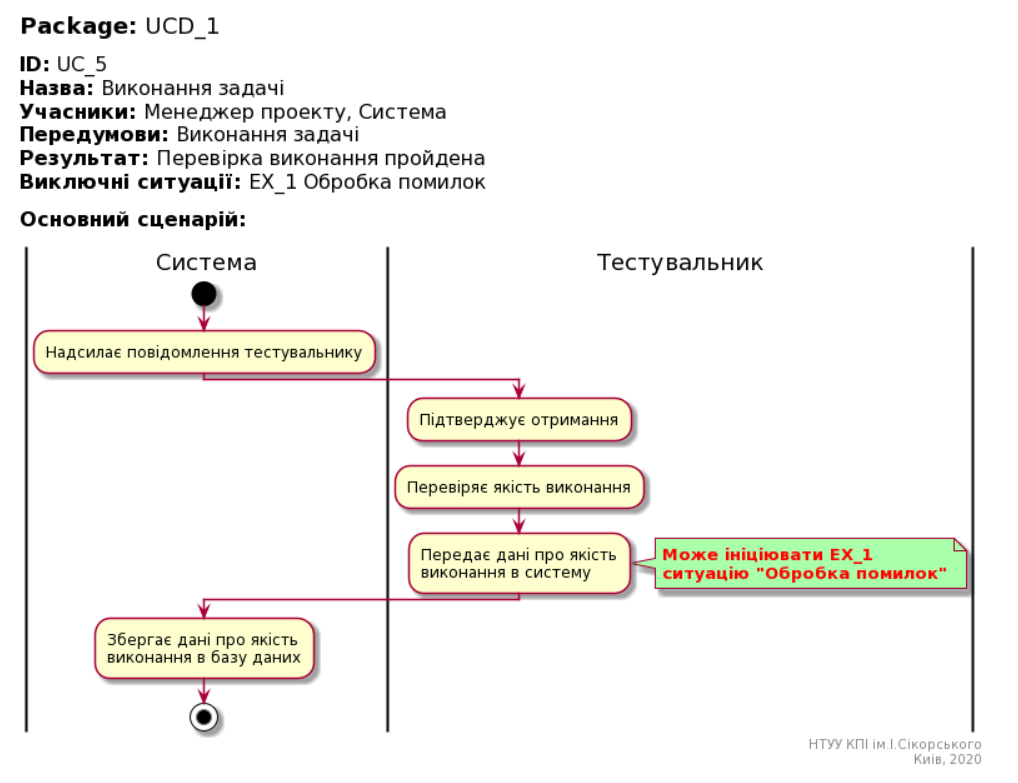 Package: UCD_1
ID: UC_5
Назва: Виконання задачі
Учасники: Менеджер проекту, Система
Передумови: Виконання задачі
Результат: Перевірка виконання пройдена
Виключні ситуації: EX_1 Обробка помилок
Основний сценарій:
Система
Тестувальник
Надсилає повідомлення тестувальнику
Підтверджує отримання
Перевіряє якість виконання
Передає дані про якість
виконання в систему
Може ініціювати EX_1
ситуацію "Обробка помилок"
Збергає дані про якість
виконання в базу даних
НТУУ КПІ ім.І.Сікорського
Киів, 2020